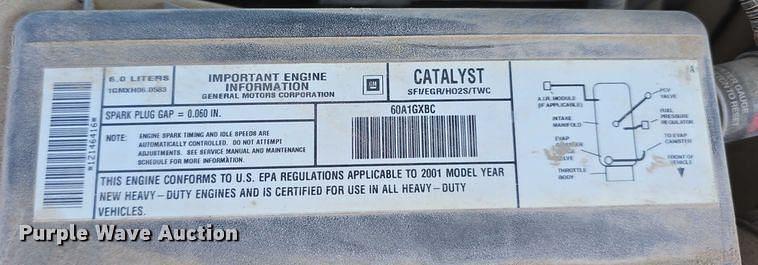 6.0 LITERS
1GMXH06.0583
IMPORTANT ENGINE
INFORMATION
GENERAL MOTORS CORPORATION
GM
CATALYST
SFI/EGR/HO2S/TWC
SPARK PLUG GAP = 0.060 IN.
60A1GXBC
NOTE:
ENGINE SPARK TIMING AND IDLE SPEEDS ARE
AUTOMATICALLY CONTROLLED. DO NOT ATTEMPT
ADJUSTMENTS. SEE SERVICE MANUAL AND MAINTENANCE
SCHEDULE FOR MORE INFORMATION.
THIS ENGINE CONFORMS TO U.S. EPA REGULATIONS APPLICABLE TO 2001 MODEL YEAR
NEW HEAVY-DUTY ENGINES AND IS CERTIFIED FOR USE IN ALL HEAVY-DUTY
VEHICLES.
*12146416*
A.I.R. MODULE
(IF APPLICABLE)
INTAKE
MANIFOLD
EVAP
CANISTER
VALVE
THROTTLE
BODY
PCV
VALVE
FUEL
PRESSURE
REGULATOR
TO EVAP
CANISTER
FRONT OF
VEHICLE
A
Purple Wave Auction